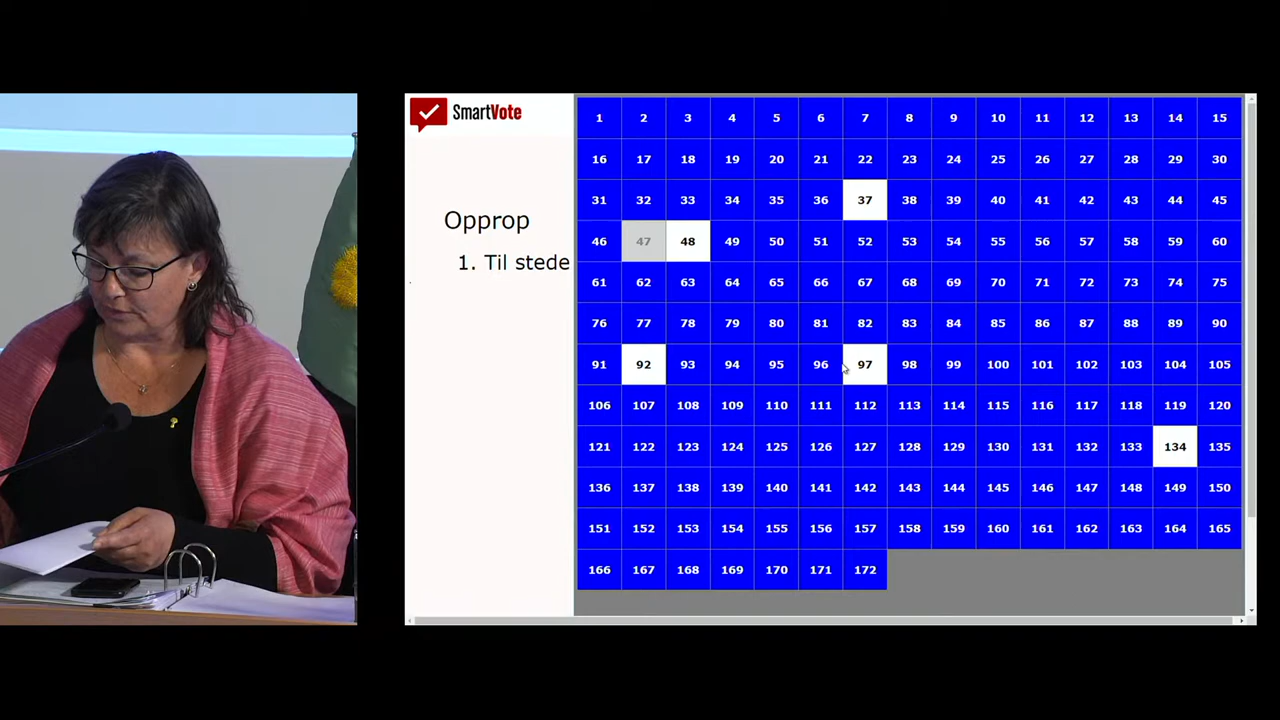 SmartVote
Opprop
1. Til stede
1 2 3 4 5 6 7 8 9 10 11 12 13 14 15
16 17 18 19 20 21 22 23 24 25 26 27 28 29 30
31 32 33 34 35 36 37 38 39 40 41 42 43 44 45
46 47 48 49 50 51 52 53 54 55 56 57 58 59 60
61 62 63 64 65 66 67 68 69 70 71 72 73 74 75
76 77 78 79 80 81 82 83 84 85 86 87 88 89 90
91 92 93 94 95 96 97 98 99 100 101 102 103 104 105
106 107 108 109 110 111 112 113 114 115 116 117 118 119 120
121 122 123 124 125 126 127 128 129 130 131 132 133 134 135
136 137 138 139 140 141 142 143 144 145 146 147 148 149 150
151 152 153 154 155 156 157 158 159 160 161 162 163 164 165
166 167 168 169 170 171 172